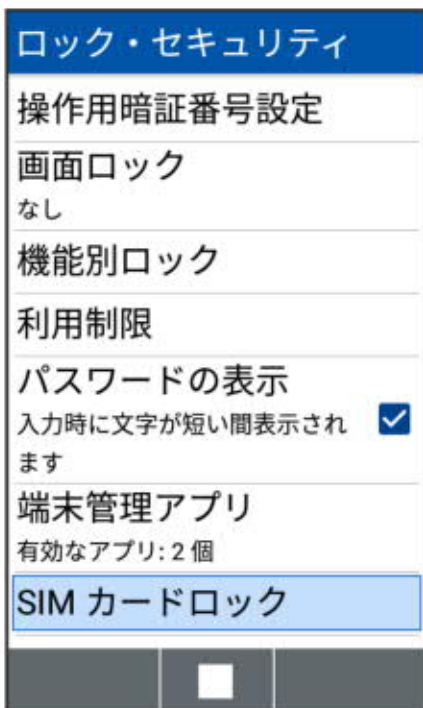 ロック・セキュリティ
操作用暗証番号設定
画面ロック
なし
機能別ロック
利用制限
パスワードの表示
入力時に文字が短い間表示され
ます
端末管理アプリ
有効なアプリ: 2 個
SIM カードロック